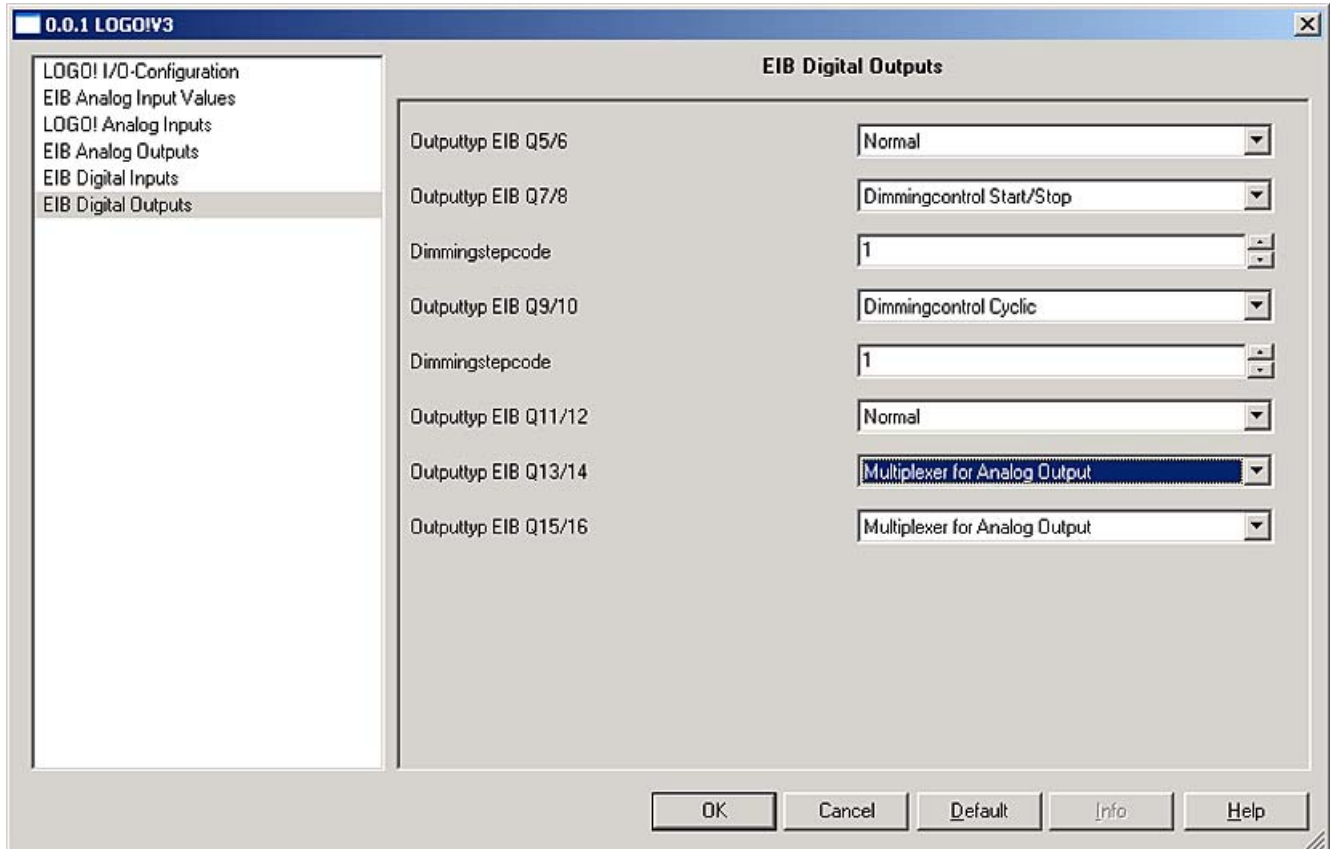 0.0.1 LOGO!V3
LOGO! I/O-Configuration
EIB Analog Input Values
LOGO! Analog Inputs
EIB Analog Outputs
EIB Digital Inputs
EIB Digital Outputs
EIB Digital Outputs
Outputtyp EIB Q5/6 Normal
Outputtyp EIB Q7/8 Dimmingcontrol Start/Stop
Dimmingstepcode 1
Outputtyp EIB Q9/10 Dimmingcontrol Cyclic
Dimmingstepcode 1
Outputtyp EIB Q11/12 Normal
Outputtyp EIB Q13/14 Multiplexer for Analog Output
Outputtyp EIB Q15/16 Multiplexer for Analog Output
OK Cancel Default Info Help